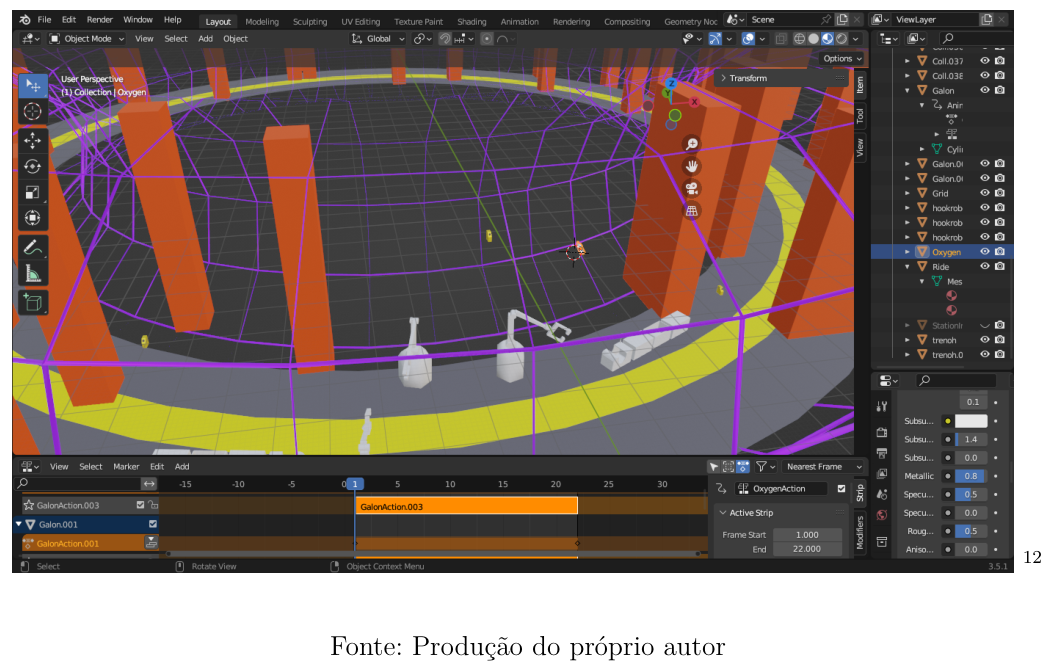 File Edit Render Window Help Layout Modeling Sculpting UV Editing Texture Paint Shading Animation Rendering Compositing Geometry Noc Scene ViewLayer
Object Mode View Select Add Object Global
Options
User Perspective
(1) Collection | Oxygen
Transform
Item
Tool
View
Coll.037
Coll.038
Galon
Anir
Cylii
Galon.0(
Galon.0(
Grid
hookrob
hookrob
hookrob
Oxygen
Ride
Mes
StationIr
trenoh
trenoh.0
0.1
Subsu...
Subsu... 1.4
Subsu... 0.0
Metallic 0.8
Specu... 0.5
Specu... 0.0
Roug... 0.5
Aniso... 0.0
View Select Marker Edit Add Nearest Frame
-15 -10 -5 0 1 5 10 15 20 25 30
GalonAction.003 GalonAction.003
Galon.001
GalonAction.001
OxygenAction
Active Strip
Frame Start 1.000
End 22.000
Strip
Modifiers
Select Rotate View Object Context Menu 3.5.1
12
Fonte: Produção do próprio autor